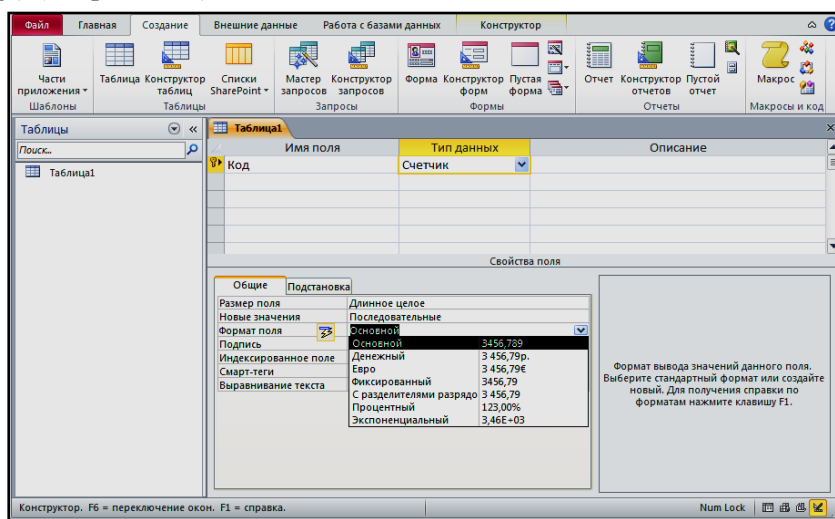 Файл Главная Создание Внешние данные Работа с базами данных Конструктор
Части приложения
Таблица
Конструктор таблиц
Списки SharePoint
Мастер запросов
Конструктор запросов
Форма
Конструктор форм
Пустая форма
Отчет
Конструктор отчетов
Пустой отчет
Макрос
Шаблоны Таблицы Запросы Формы Отчеты Макросы и код
Таблицы «
Поиск...
Таблица1
Таблица1
Имя поля Тип данных Описание
Код Счетчик
Свойства поля
Общие Подстановка
Размер поля Длинное целое
Новые значения Последовательные
Формат поля Основной
Подпись
Индексированное поле
Смарт-теги
Выравнивание текста
Основной 3456,789
Денежный 3 456,79р.
Евро 3 456,79€
Фиксированный 3456,79
С разделителями разрядо 3 456,79
Процентный 123,00%
Экспоненциальный 3,46E+03
Формат вывода значений данного поля.
Выберите стандартный формат или создайте
новый. Для получения справки по
форматам нажмите клавишу F1.
Конструктор. F6 = переключение окон. F1 = справка. Num Lock